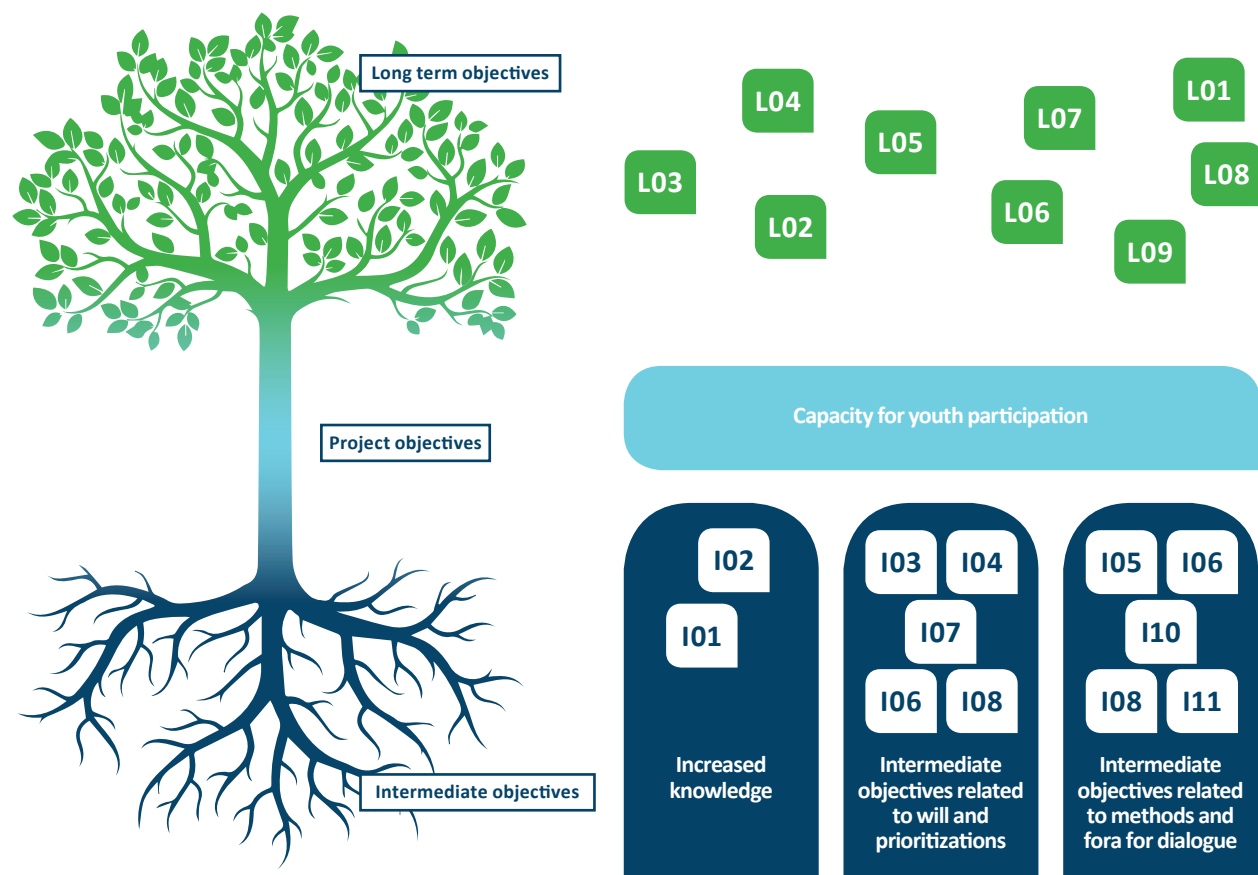 Long term objectives
Project objectives
Intermediate objectives
L01
L04
L07
L05
L08
L03
L06
L02
L09
Capacity for youth participation
I02
I01
Increased
knowledge
I03 I04
I07
I06 I08
Intermediate
objectives related
to will and
prioritizations
I05 I06
I10
I08 I11
Intermediate
objectives related
to methods and
fora for dialogue